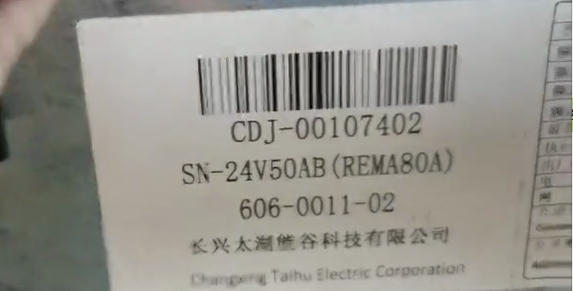 CDJ-00107402
SN-24V50AB(REMA80A)
606-0011-02
长兴太湖能谷科技有限公司
Changxing Taihu Electric Corporation